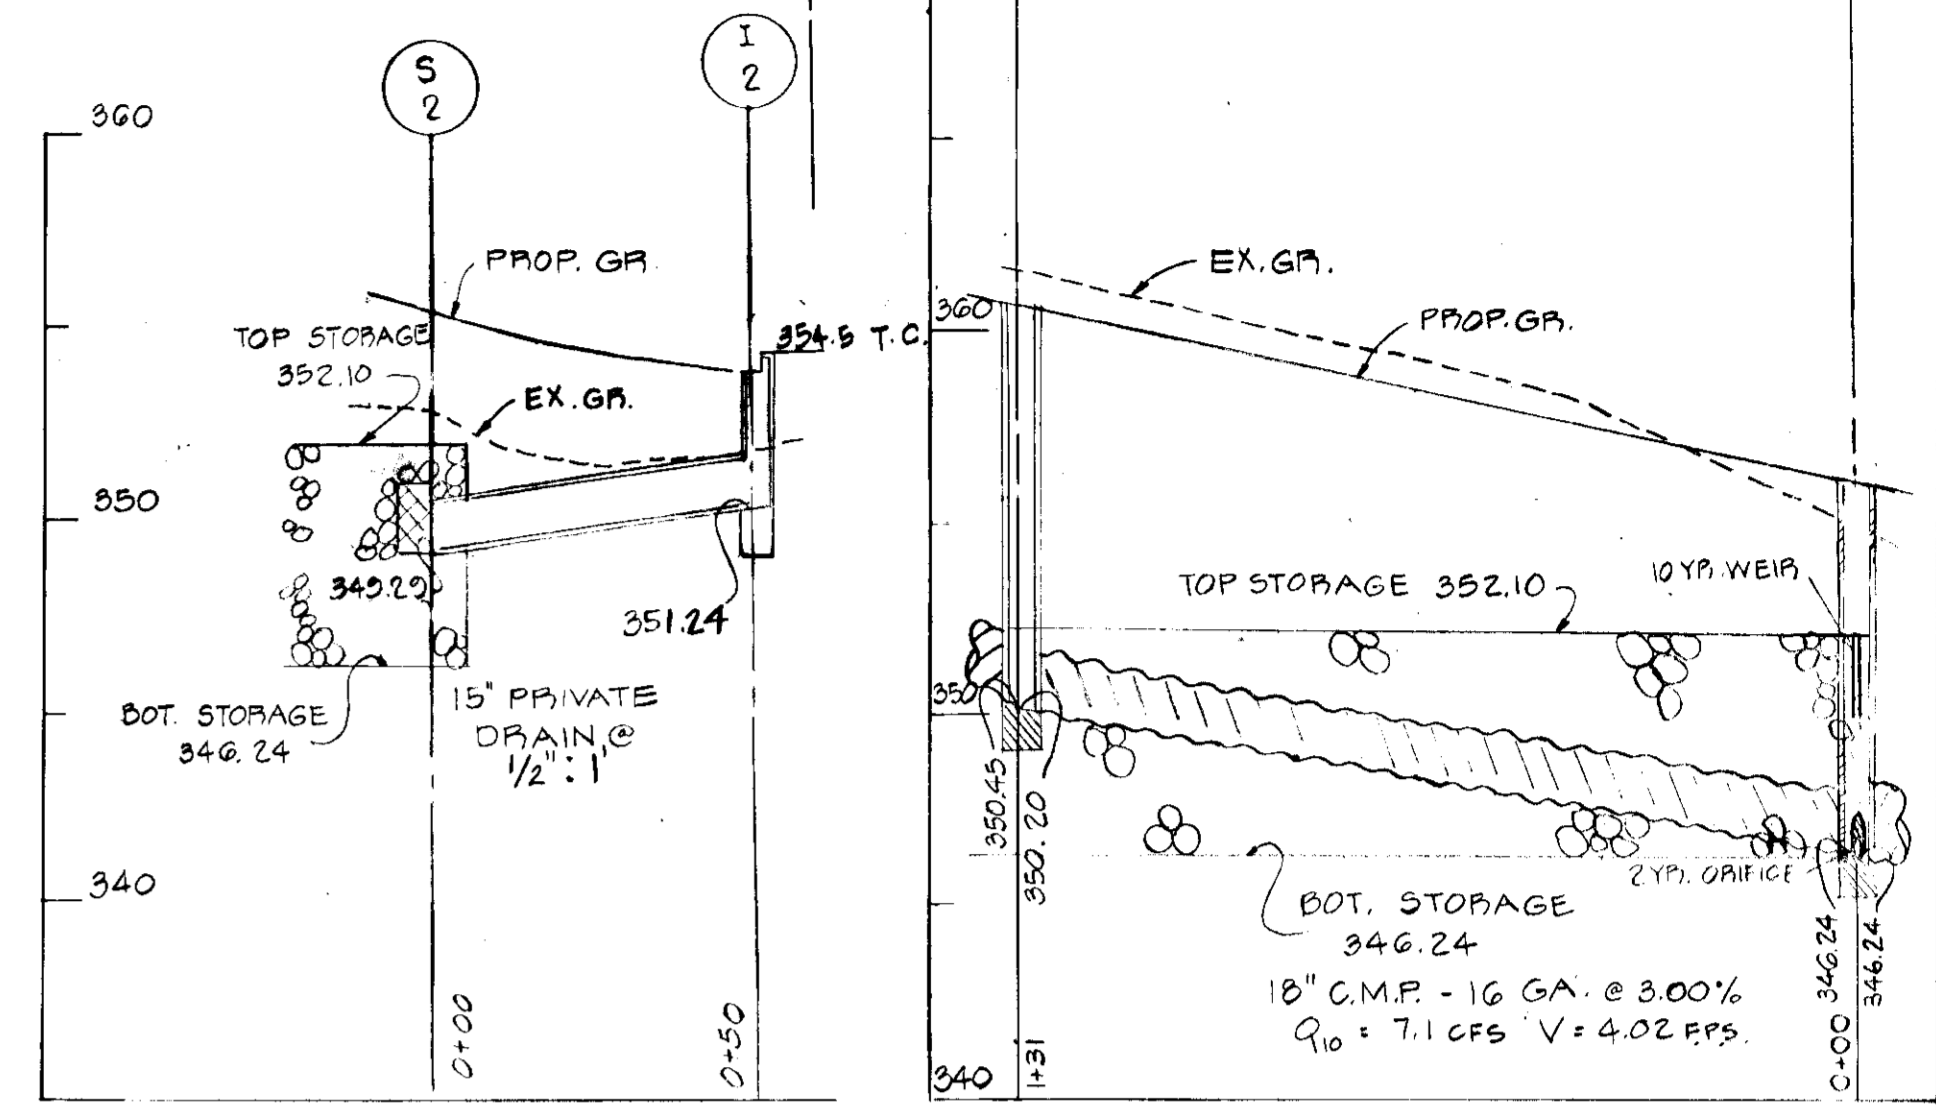 S
2
I
2
360
PROP. GR.
354.5 T.C.
TOP STORAGE
352.10
EX. GR.
350
349.29
351.24
BOT. STORAGE
346.24
15" PRIVATE
DRAIN, @
1/2" : 1'
340
0+00
0+50
EX. GR.
360
PROP. GR.
TOP STORAGE 352.10
10 YR. WEIR
350
350.45
350.20
2 YR. ORIFICE
BOT. STORAGE
346.24
346.24
346.24
18" C.M.P. - 16 GA. @ 3.00%
Q10 = 7.1 CFS V = 4.02 F.P.S.
340
1+31
0+00